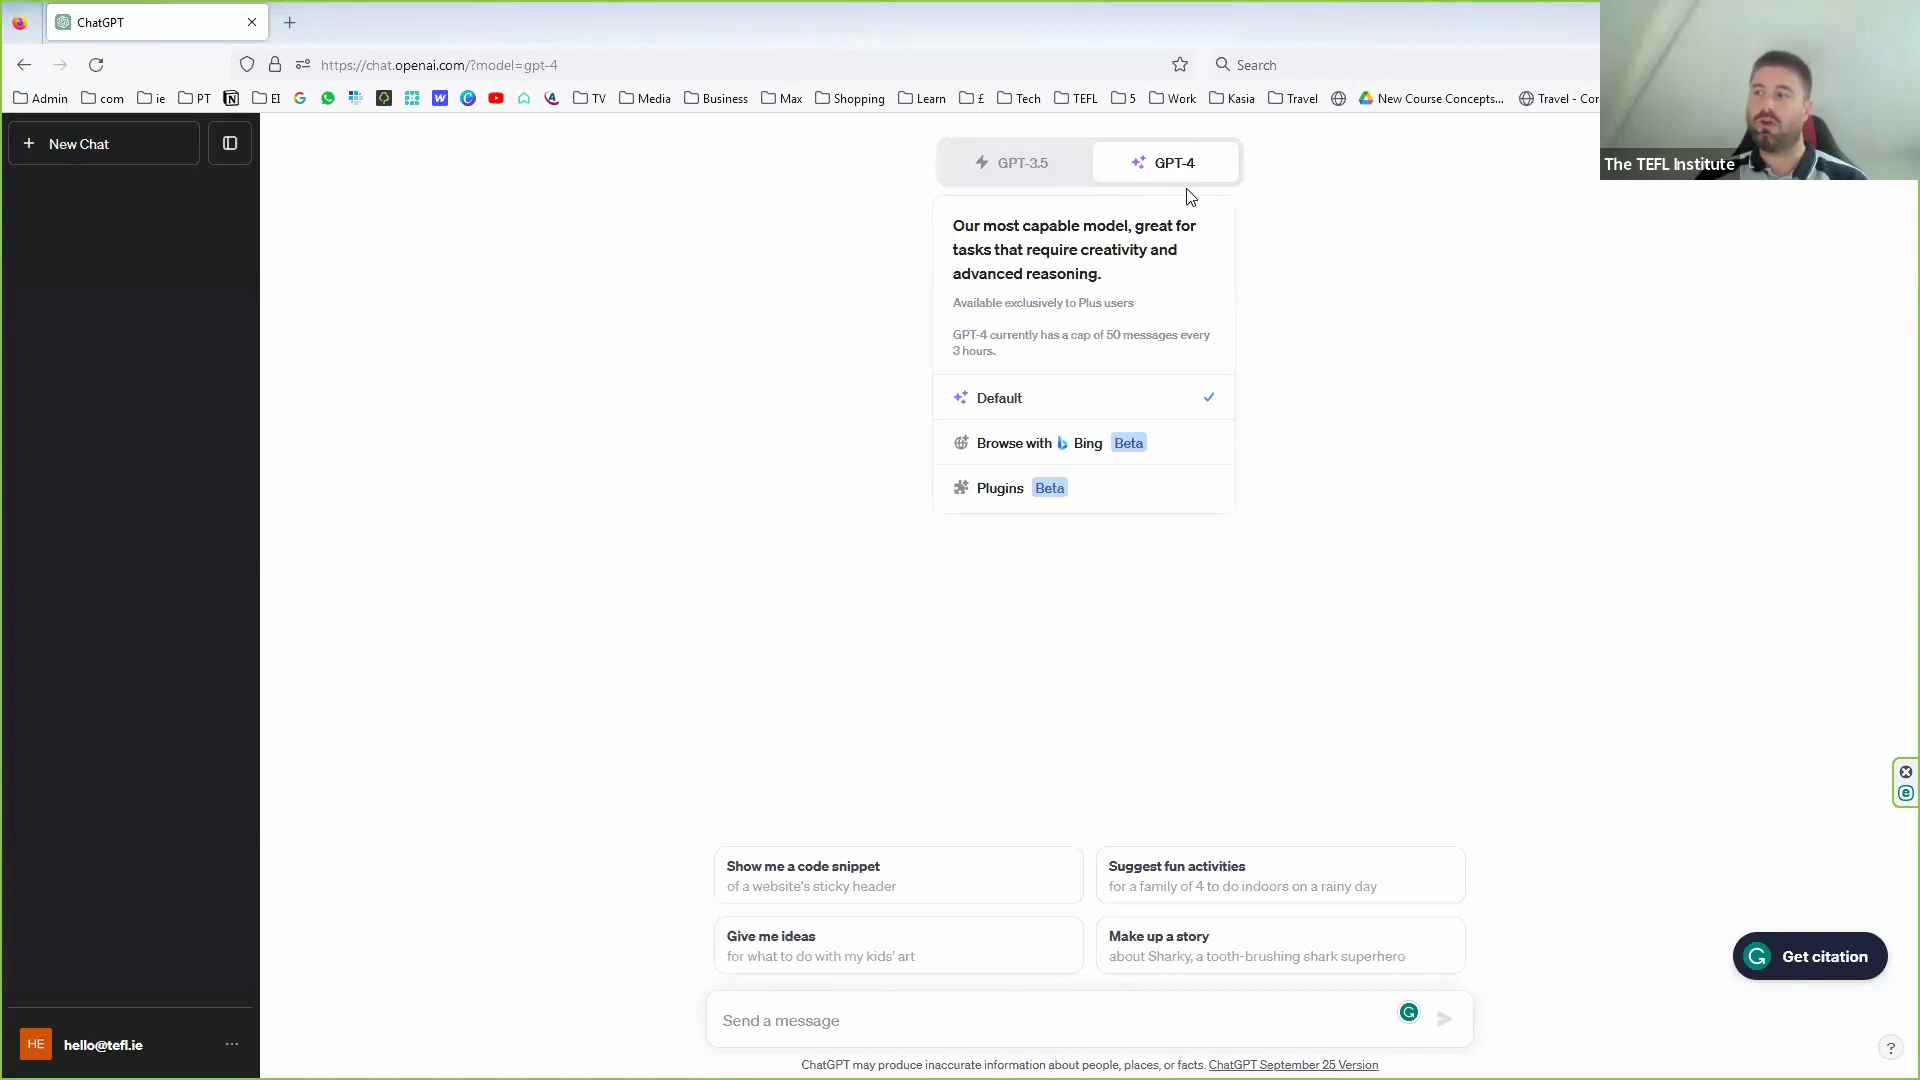 ChatGPT
https://chat.openai.com/?model=gpt-4
Search
Admin com ie PT EI TV Media Business Max Shopping Learn £ Tech TEFL 5 Work Kasia Travel New Course Concepts... Travel - Cor
The TEFL Institute
New Chat
GPT-3.5
GPT-4
Our most capable model, great for
tasks that require creativity and
advanced reasoning.
Available exclusively to Plus users
GPT-4 currently has a cap of 50 messages every
3 hours.
Default
Browse with Bing Beta
Plugins Beta
Show me a code snippet
of a website's sticky header
Suggest fun activities
for a family of 4 to do indoors on a rainy day
Give me ideas
for what to do with my kids' art
Make up a story
about Sharky, a tooth-brushing shark superhero
Get citation
Send a message
HE hello@tefl.ie
ChatGPT may produce inaccurate information about people, places, or facts. ChatGPT September 25 Version
?